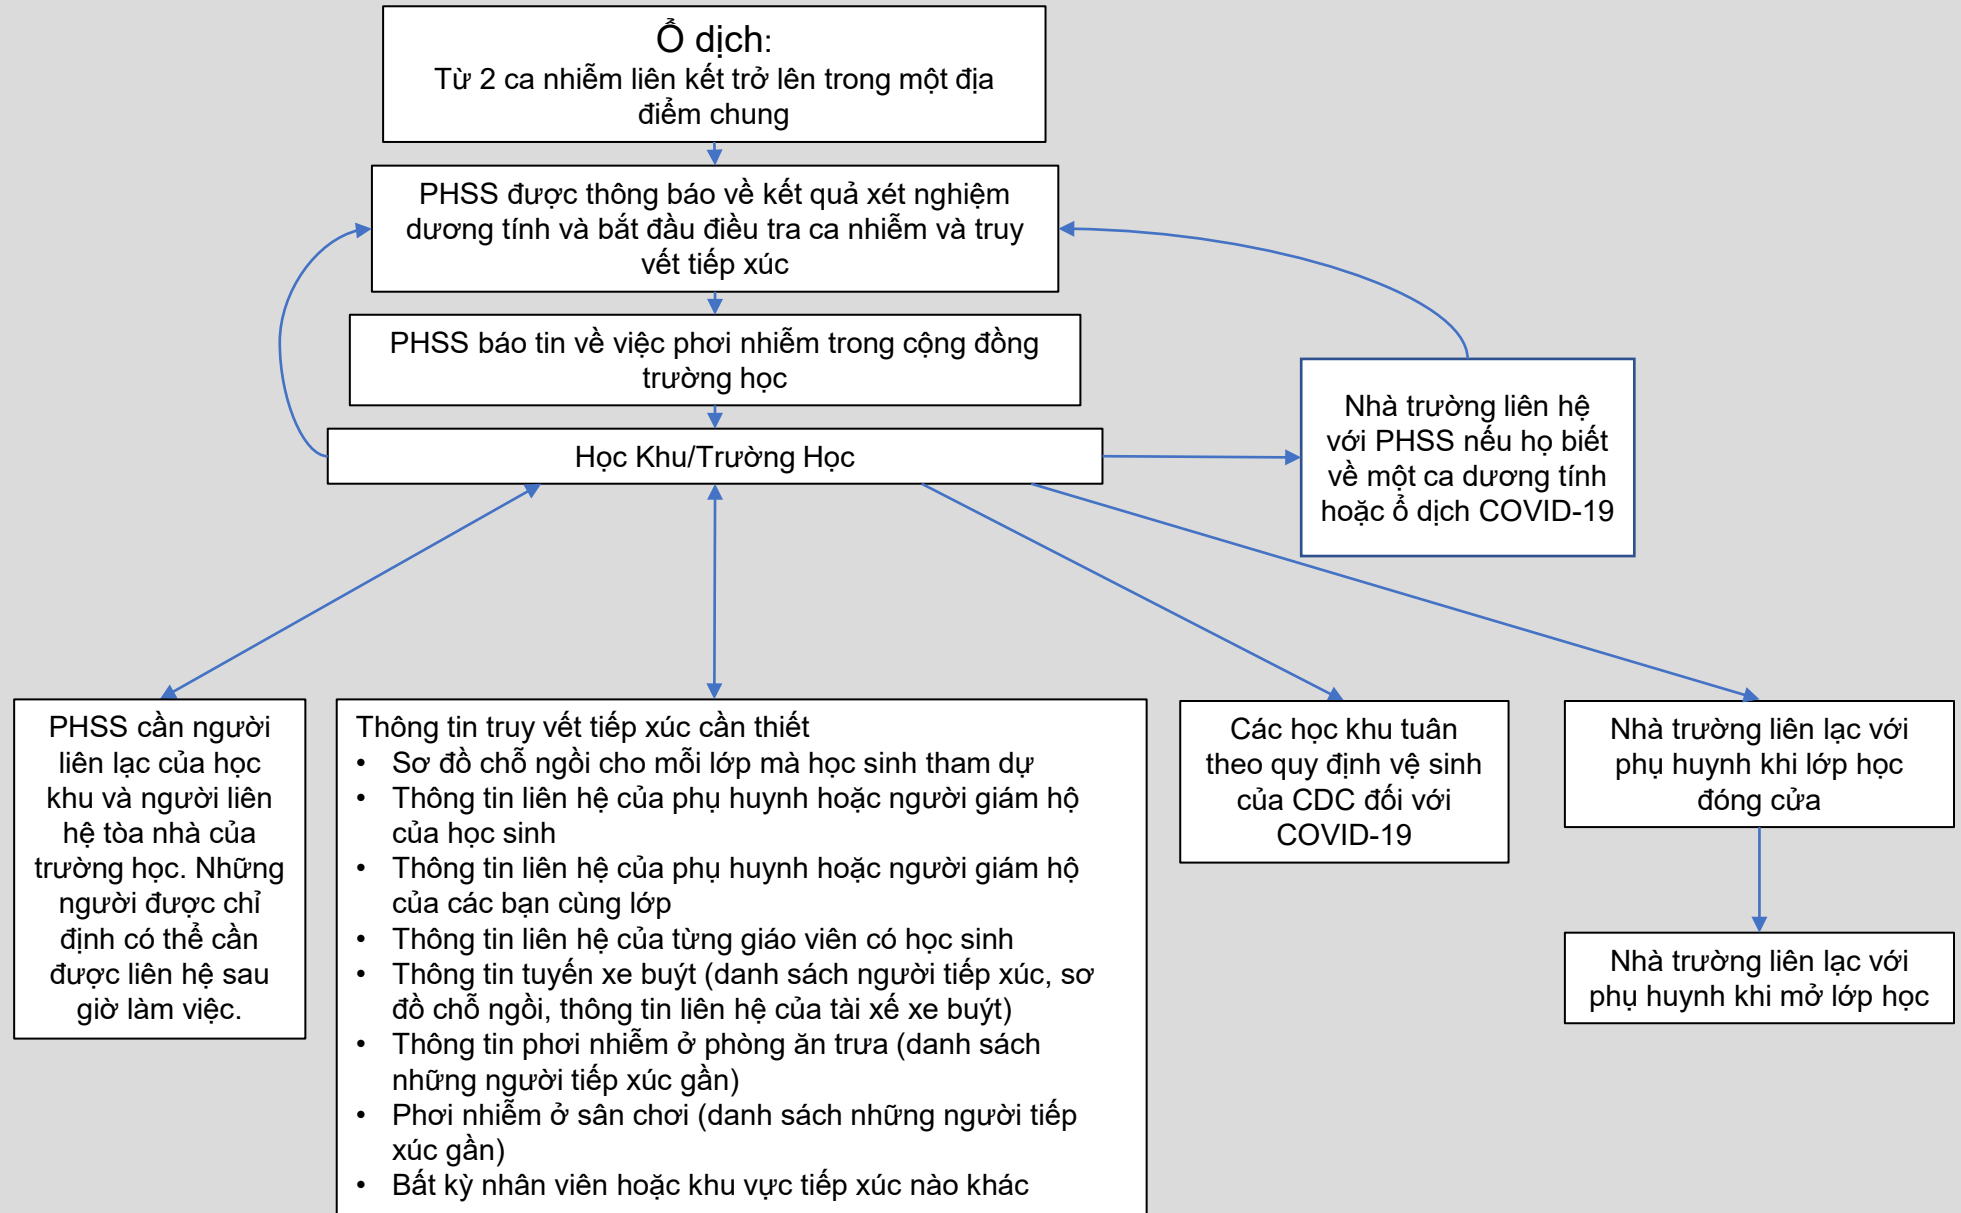 Ổ dịch:
Từ 2 ca nhiễm liên kết trở lên trong một địa
điểm chung
PHSS được thông báo về kết quả xét nghiệm
dương tính và bắt đầu điều tra ca nhiễm và truy
vết tiếp xúc
PHSS báo tin về việc phơi nhiễm trong cộng đồng
trường học
Học Khu/Trường Học
Nhà trường liên hệ
với PHSS nếu họ biết
về một ca dương tính
hoặc ổ dịch COVID-19
PHSS cần người
liên lạc của học
khu và người liên
hệ tòa nhà của
trường học. Những
người được chỉ
định có thể cần
được liên hệ sau
giờ làm việc.
Thông tin truy vết tiếp xúc cần thiết
• Sơ đồ chỗ ngồi cho mỗi lớp mà học sinh tham dự
• Thông tin liên hệ của phụ huynh hoặc người giám hộ
của học sinh
• Thông tin liên hệ của phụ huynh hoặc người giám hộ
của các bạn cùng lớp
• Thông tin liên hệ của từng giáo viên có học sinh
• Thông tin tuyến xe buýt (danh sách người tiếp xúc, sơ
đồ chỗ ngồi, thông tin liên hệ của tài xế xe buýt)
• Thông tin phơi nhiễm ở phòng ăn trưa (danh sách
những người tiếp xúc gần)
• Phơi nhiễm ở sân chơi (danh sách những người tiếp
xúc gần)
• Bất kỳ nhân viên hoặc khu vực tiếp xúc nào khác
Các học khu tuân
theo quy định vệ sinh
của CDC đối với
COVID-19
Nhà trường liên lạc với
phụ huynh khi lớp học
đóng cửa
Nhà trường liên lạc với
phụ huynh khi mở lớp học